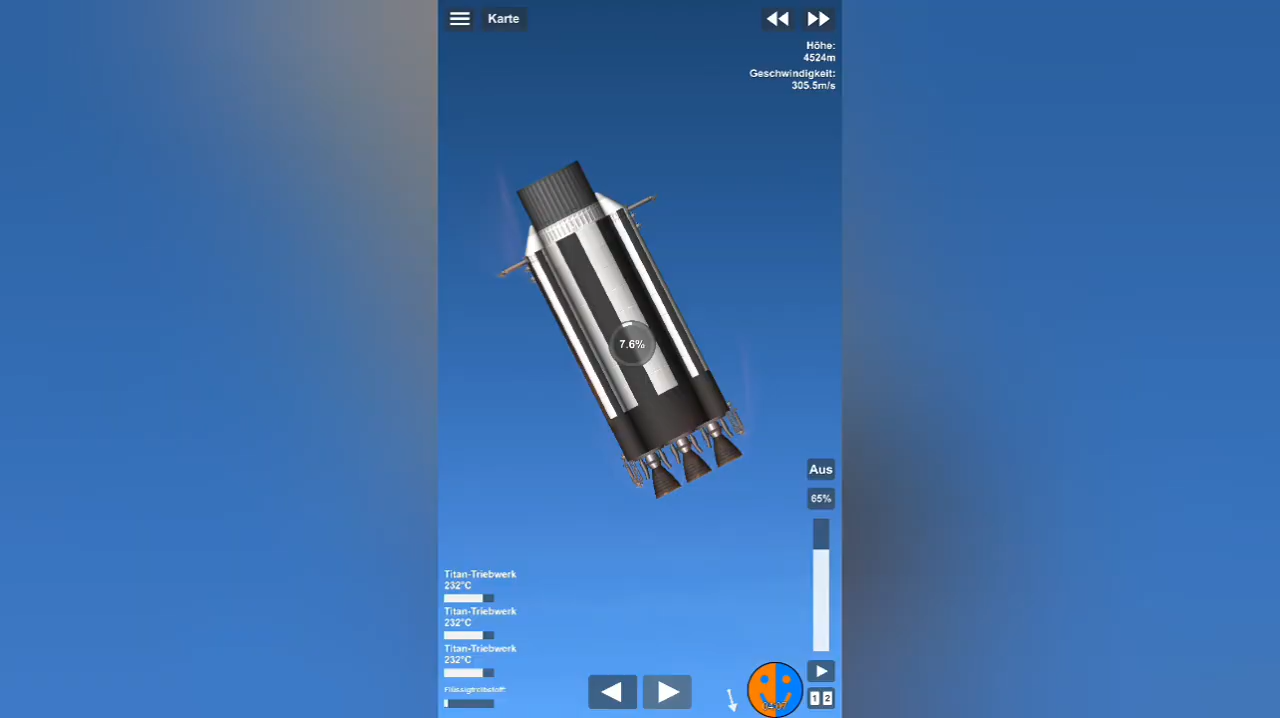 Karte
Höhe:
4524m
Geschwindigkeit:
305.5m/s
7.6%
Aus
65%
Titan-Triebwerk
232°C
Titan-Triebwerk
232°C
Titan-Triebwerk
232°C
Flüssigtreibstoff:
1 2